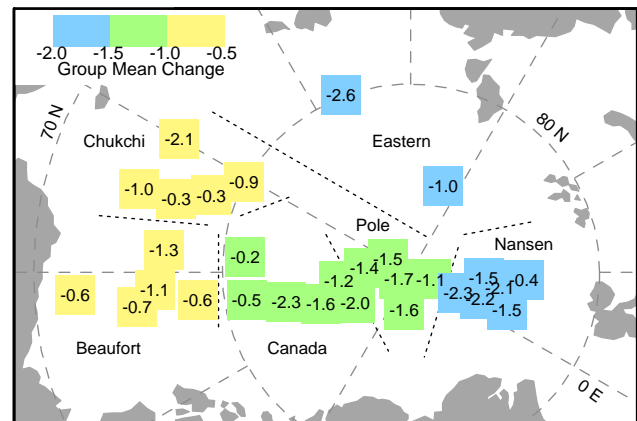 -2.0 -1.5 -1.0 -0.5
Group Mean Change
70 N
80 N
0 E
Chukchi
-2.1
-1.0
-0.3
-0.3
-0.9
Eastern
-2.6
-1.0
Pole
-1.5
-1.4
-1.7
-1.1
-1.2
-1.6
Nansen
-1.5
-0.4
-2.3
-2.1
-2.2
-1.5
Beaufort
-1.3
-0.6
-1.1
-0.7
-0.6
Canada
-0.2
-0.5
-2.3
-1.6
-2.0